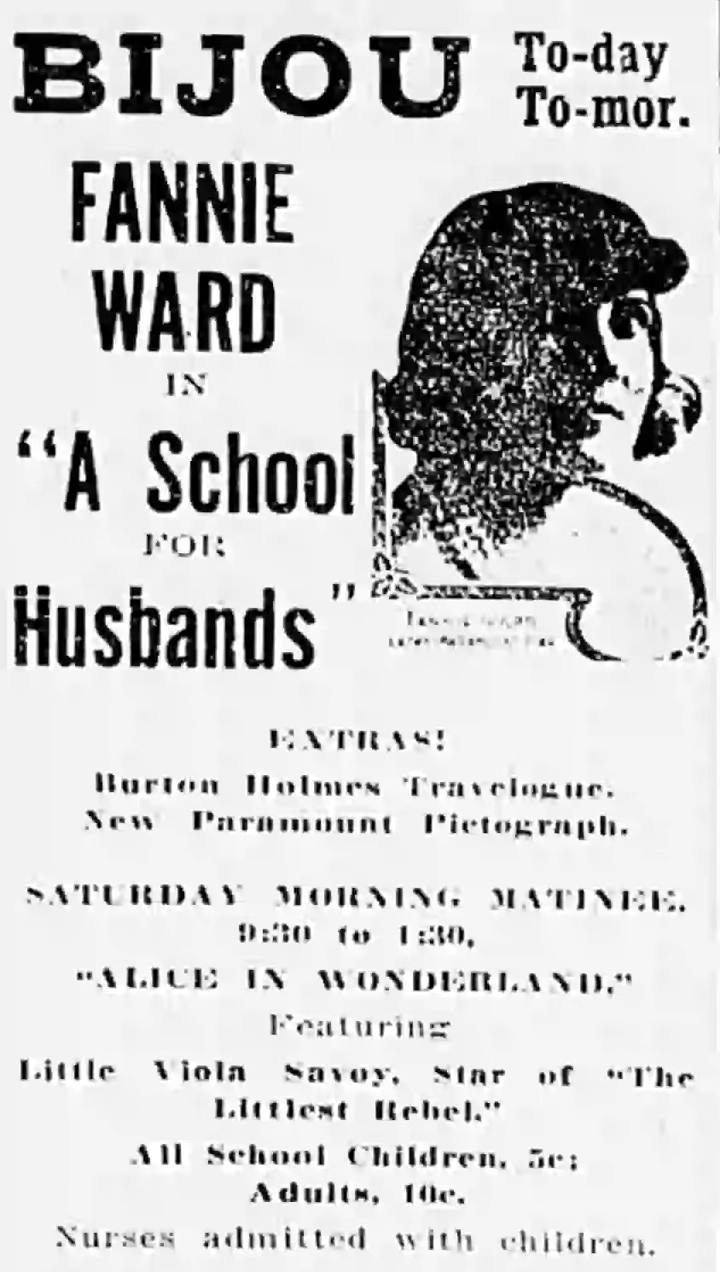 BIJOU
To-day
To-mor.
FANNIE
WARD
IN
"A School
FOR
Husbands"
EXTRAS!
Burton Holmes Travelogue.
New Paramount Pictograph.
SATURDAY MORNING MATINEE.
9:30 to 1:30.
"ALICE IN WONDERLAND."
Featuring
Little Viola Savoy, Star of "The
Littlest Rebel."
All School Children, 5c;
Adults, 10c.
Nurses admitted with children.